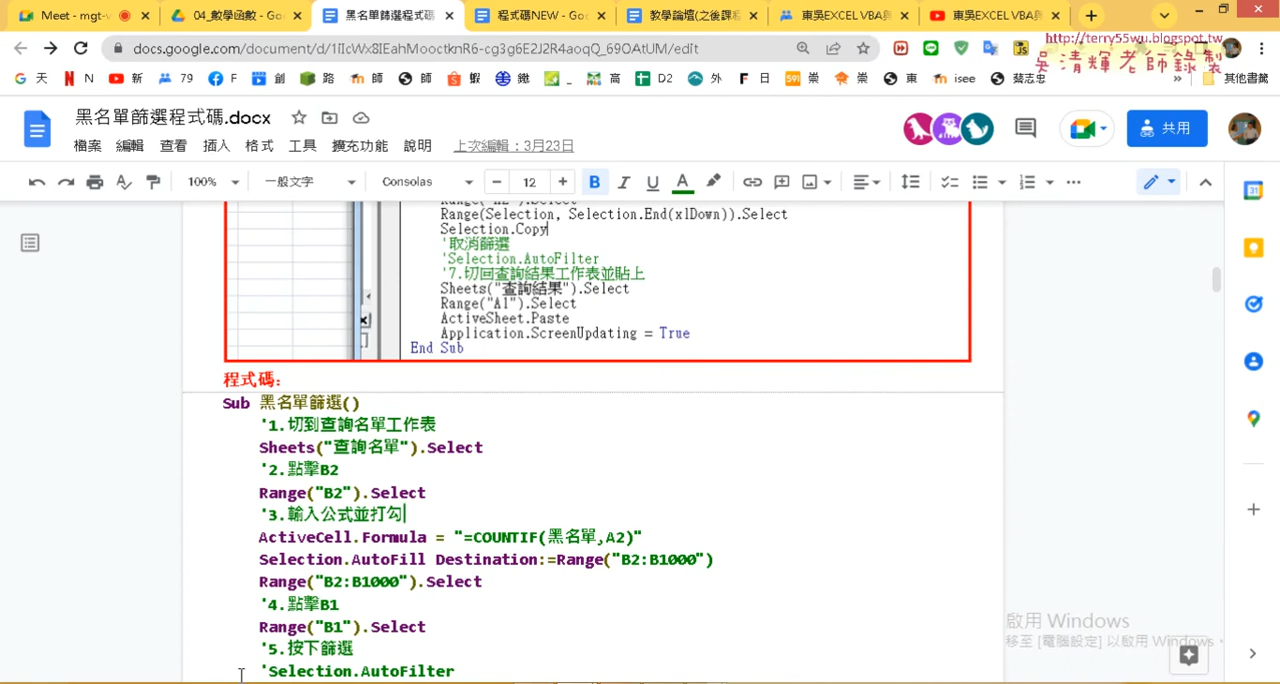 Meet - mgt-
04_數學函數 - Go
黑名單篩選程式碼
程式碼NEW - Goo
教學論壇(之後課
東吳EXCEL VBA與
東吳EXCEL VBA與
docs.google.com/document/d/1IcWx8IEahMooctknR6-cg3g6E2J2R4aoqQ_69OAtUM/edit
http://terry55wu.blogspot.tw
吳清輝老師錄製
天 N 新 79 F 創 路 師 師 蝦 高 D2 外 日 崇 崇 東 isee 蔡志忠 » 其他書籤
黑名單篩選程式碼.docx
檔案 編輯 查看 插入 格式 工具 擴充功能 說明 上次編輯：3月23日
共用
100% 一般文字 Consolas 12 B I U A
Range(Selection, Selection.End(xlDown)).Select
Selection.Copy
'取消篩選
'Selection.AutoFilter
'7.切回查詢結果工作表並貼上
Sheets("查詢結果").Select
Range("A1").Select
ActiveSheet.Paste
Application.ScreenUpdating = True
End Sub
程式碼：
Sub 黑名單篩選()
'1.切到查詢名單工作表
Sheets("查詢名單").Select
'2.點擊B2
Range("B2").Select
'3.輸入公式並打勾
ActiveCell.Formula = "=COUNTIF(黑名單,A2)"
Selection.AutoFill Destination:=Range("B2:B1000")
Range("B2:B1000").Select
'4.點擊B1
Range("B1").Select
'5.按下篩選
'Selection.AutoFilter
啟用 Windows
移至 [電腦設定] 以啟用 Windows。